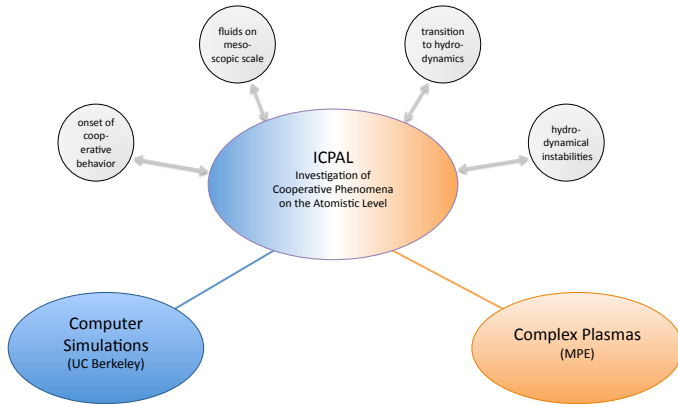 fluids on
meso-
scopic scale
transition
to hydro-
dynamics
onset of
coop-
erative
behavior
hydro-
dynamical
instabilities
ICPAL
Investigation of
Cooperative Phenomena
on the Atomistic Level
Computer
Simulations
(UC Berkeley)
Complex Plasmas
(MPE)